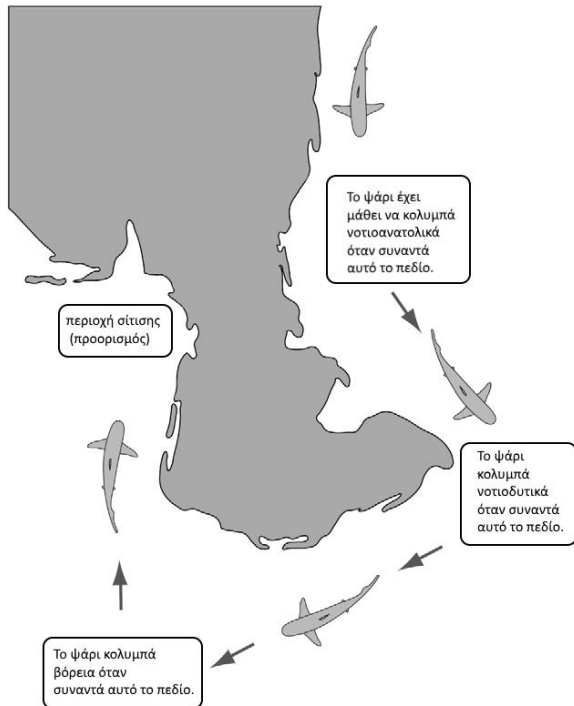 Το ψάρι έχει
μάθει να κολυμπά
νοτιοανατολικά
όταν συναντά
αυτό το πεδίο.
περιοχή σίτισης
(προορισμός)
Το ψάρι
κολυμπά
νοτιοδυτικά
όταν συναντά
αυτό το πεδίο.
Το ψάρι κολυμπά
βόρεια όταν
συναντά αυτό το πεδίο.